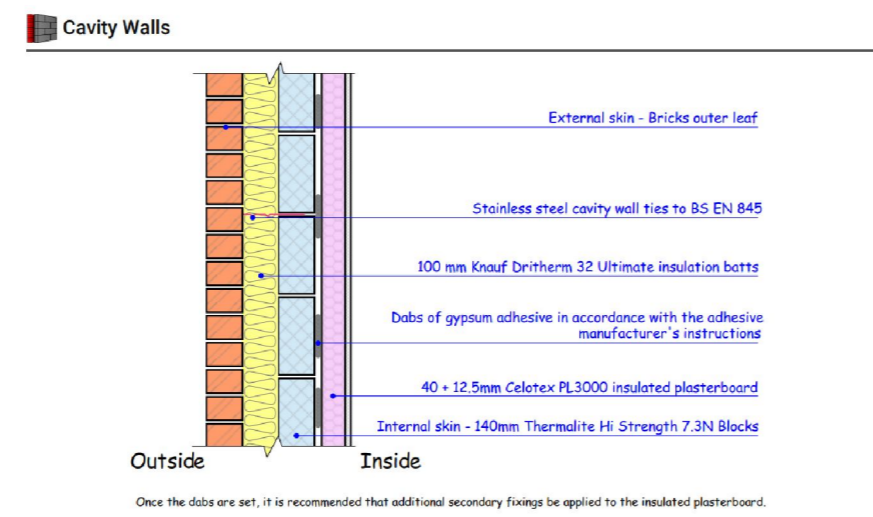 Cavity Walls
External skin - Bricks outer leaf
Stainless steel cavity wall ties to BS EN 845
100 mm Knauf Dritherm 32 Ultimate insulation batts
Dabs of gypsum adhesive in accordance with the adhesive
manufacturer's instructions
40 + 12.5mm Celotex PL3000 insulated plasterboard
Internal skin - 140mm Thermalite Hi Strength 7.3N Blocks
Outside
Inside
Once the dabs are set, it is recommended that additional secondary fixings be applied to the insulated plasterboard.